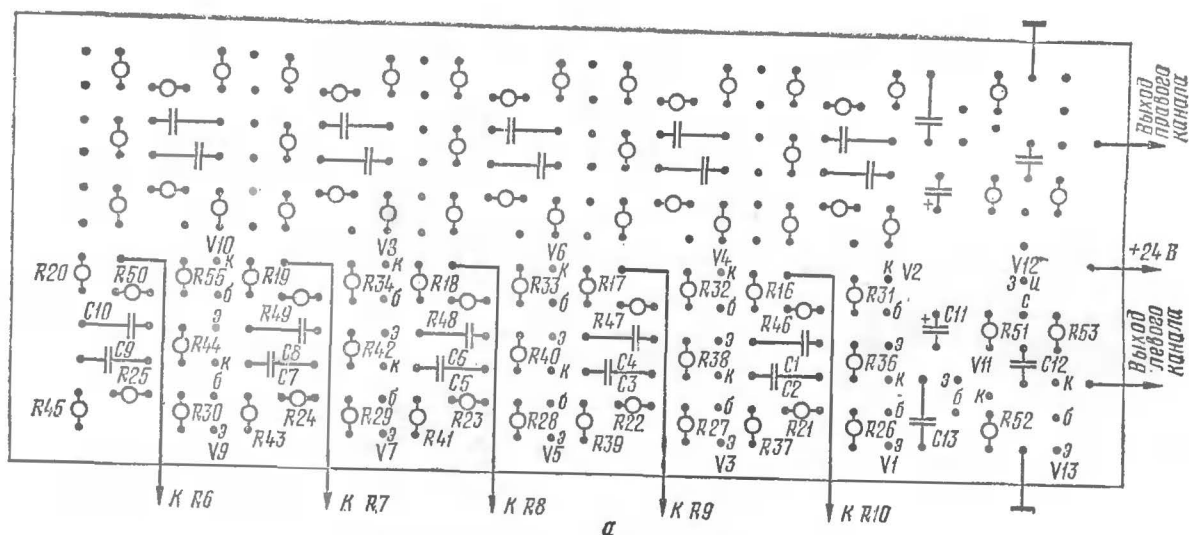 Выход правого канала
V10 V8 V6 V4 V12
R20 R50 R55 к R19 R34 к R18 R33 к R17 R32 к R16 R31 к V2 з и +24 В
б б б б б с
C10 R49 R48 R47 R46 + C11 R51 R53
э э э э э
C9 R44 C8 R42 C6 R40 C4 R38 C1 R36 V11 C12 Выход левого канала
к к к к к э к к
R25 C7 C5 C3 C2
б R24 б R23 б R22 б R21 б б б
R45 R30 R43 R29 R41 R28 R39 R27 R37 R26 C13 R52
э э э э э э
V9 V7 V5 V3 V1 V13
К R6 К R7 К R8 К R9 К R10
а
+